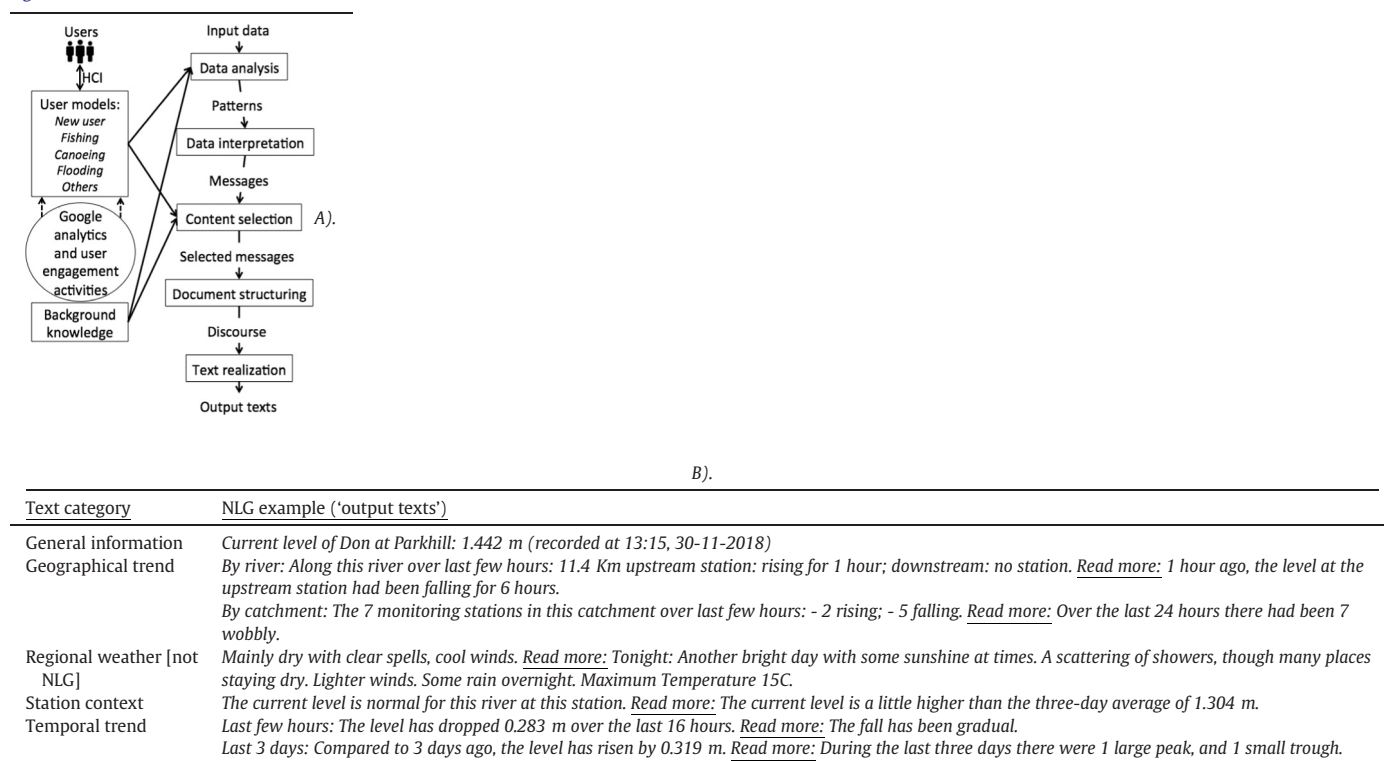 Users
HCI
User models:
New user
Fishing
Canoeing
Flooding
Others
Google
analytics
and user
engagement
activities
Background
knowledge
Input data
Data analysis
Patterns
Data interpretation
Messages
Content selection
A).
Selected messages
Document structuring
Discourse
Text realization
Output texts
B).
Text category NLG example (‘output texts’)
General information Current level of Don at Parkhill: 1.442 m (recorded at 13:15, 30-11-2018)
Geographical trend By river: Along this river over last few hours: 11.4 Km upstream station: rising for 1 hour; downstream: no station. Read more: 1 hour ago, the level at the
upstream station had been falling for 6 hours.
By catchment: The 7 monitoring stations in this catchment over last few hours: - 2 rising; - 5 falling. Read more: Over the last 24 hours there had been 7
wobbly.
Regional weather [not Mainly dry with clear spells, cool winds. Read more: Tonight: Another bright day with some sunshine at times. A scattering of showers, though many places
NLG] staying dry. Lighter winds. Some rain overnight. Maximum Temperature 15C.
Station context The current level is normal for this river at this station. Read more: The current level is a little higher than the three-day average of 1.304 m.
Temporal trend Last few hours: The level has dropped 0.283 m over the last 16 hours. Read more: The fall has been gradual.
Last 3 days: Compared to 3 days ago, the level has risen by 0.319 m. Read more: During the last three days there were 1 large peak, and 1 small trough.